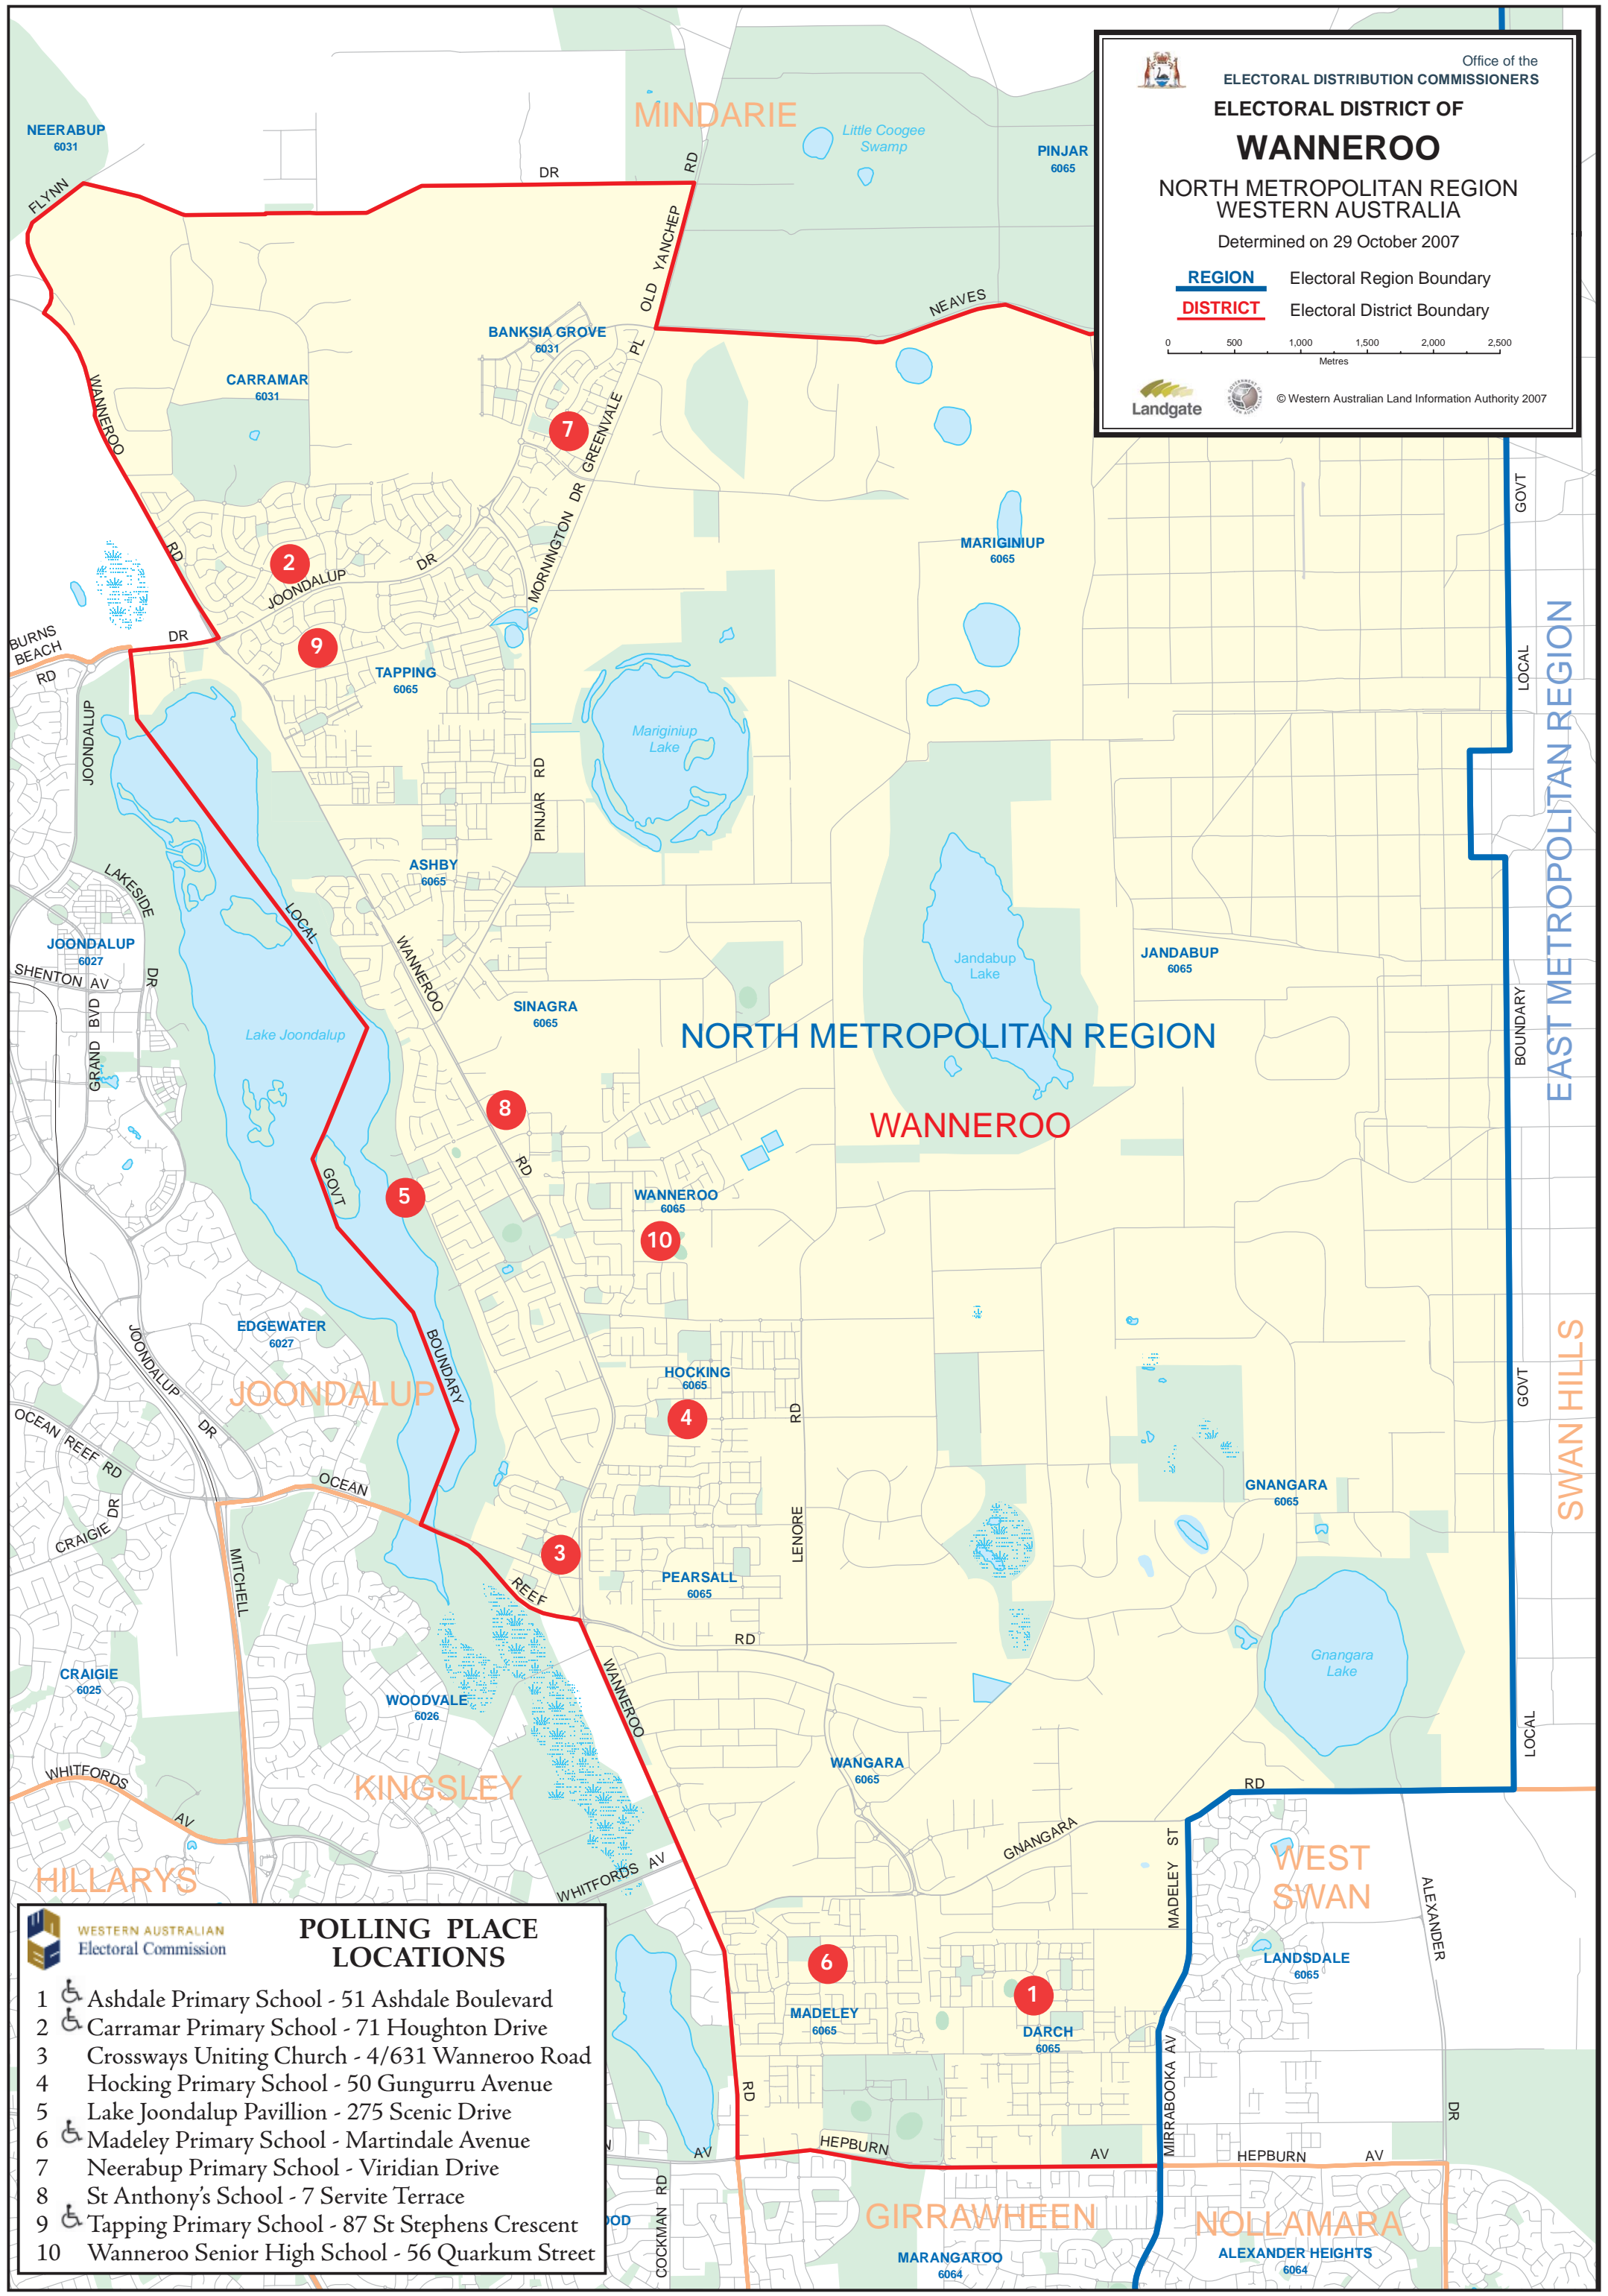 Office of the
ELECTORAL DISTRIBUTION COMMISSIONERS
ELECTORAL DISTRICT OF
WANNEROO
NORTH METROPOLITAN REGION
WESTERN AUSTRALIA
Determined on 29 October 2007
REGION Electoral Region Boundary
DISTRICT Electoral District Boundary
0 500 1,000 1,500 2,000 2,500
Metres
Landgate
© Western Australian Land Information Authority 2007
NEERABUP
6031
MINDARIE
Little Coogee
Swamp
PINJAR
6065
FLYNN
DR
RD
OLD YANCHEP
NEAVES
BANKSIA GROVE
6031
PL
CARRAMAR
6031
WANNEROO
7
GREENVALE
DR
MORNINGTON
GOVT
MARIGINIUP
6065
RD
2
JOONDALUP
DR
BURNS
BEACH
RD
DR
9
TAPPING
6065
LOCAL
EAST METROPOLITAN REGION
JOONDALUP
Mariginiup
Lake
PINJAR RD
ASHBY
6065
LAKESIDE
DR
LOCAL
JOONDALUP
6027
SHENTON AV
GRAND BVD
WANNEROO
Jandabup
Lake
JANDABUP
6065
SINAGRA
6065
BOUNDARY
Lake Joondalup
NORTH METROPOLITAN REGION
8
WANNEROO
RD
GOVT
5
WANNEROO
6065
10
EDGEWATER
6027
JOONDALUP
DR
BOUNDARY
JOONDALUP
HOCKING
6065
4
RD
GOVT
SWAN HILLS
OCEAN REEF RD
OCEAN
CRAIGIE DR
GNANGARA
6065
LENORE
3
MITCHELL
REEF
PEARSALL
6065
RD
Gnangara
Lake
CRAIGIE
6025
WOODVALE
6026
WANNEROO
LOCAL
WHITFORDS
AV
KINGSLEY
WANGARA
6065
RD
GNANGARA
MADELEY ST
WEST
SWAN
HILLARYS
WHITFORDS AV
ALEXANDER
LANDSDALE
6065
6
MADELEY
6065
1
DARCH
6065
RD
MIRRABOOKA AV
DR
N
AV
HEPBURN
AV
HEPBURN AV
COCKMAN RD
OOD
GIRRAWHEEN
NOLLAMARA
MARANGAROO
6064
ALEXANDER HEIGHTS
6064
WESTERN AUSTRALIAN
Electoral Commission
POLLING PLACE
LOCATIONS
1 Ashdale Primary School - 51 Ashdale Boulevard
2 Carramar Primary School - 71 Houghton Drive
3 Crossways Uniting Church - 4/631 Wanneroo Road
4 Hocking Primary School - 50 Gungurru Avenue
5 Lake Joondalup Pavillion - 275 Scenic Drive
6 Madeley Primary School - Martindale Avenue
7 Neerabup Primary School - Viridian Drive
8 St Anthony's School - 7 Servite Terrace
9 Tapping Primary School - 87 St Stephens Crescent
10 Wanneroo Senior High School - 56 Quarkum Street